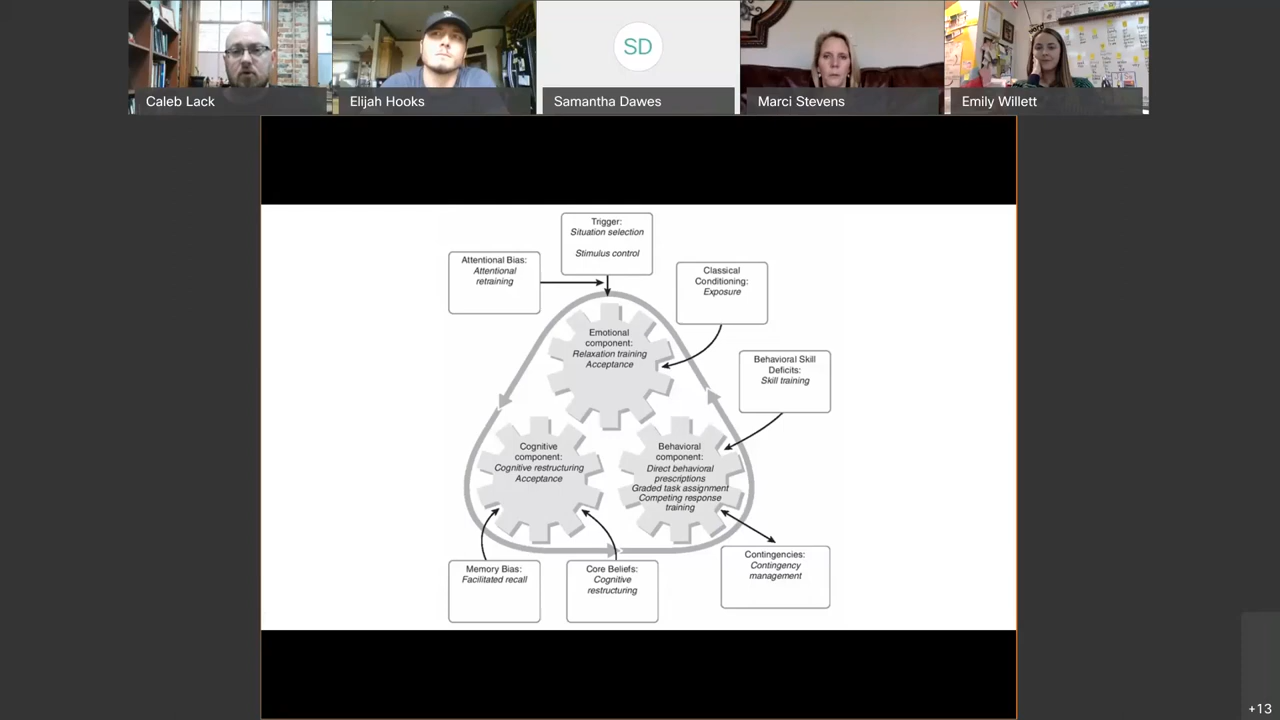 SD
Caleb Lack
Elijah Hooks
Samantha Dawes
Marci Stevens
Emily Willett
Trigger:
Situation selection
Stimulus control
Attentional Bias:
Attentional
retraining
Classical
Conditioning:
Exposure
Emotional
component:
Relaxation training
Acceptance
Behavioral Skill
Deficits:
Skill training
Cognitive
component:
Cognitive restructuring
Acceptance
Behavioral
component:
Direct behavioral
prescriptions
Graded task assignment
Competing response
training
Memory Bias:
Facilitated recall
Core Beliefs:
Cognitive
restructuring
Contingencies:
Contingency
management
+13